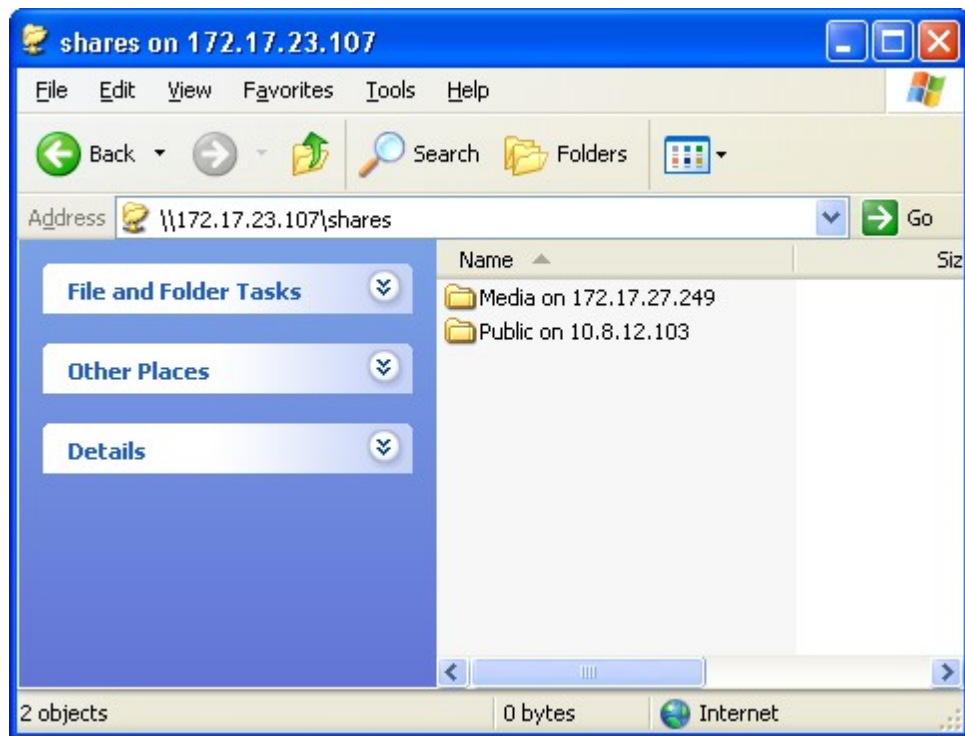 shares on 172.17.23.107
File Edit View Favorites Tools Help
Back Search Folders
Address \\172.17.23.107\shares Go
Name Siz
File and Folder Tasks
Media on 172.17.27.249
Public on 10.8.12.103
Other Places
Details
2 objects 0 bytes Internet